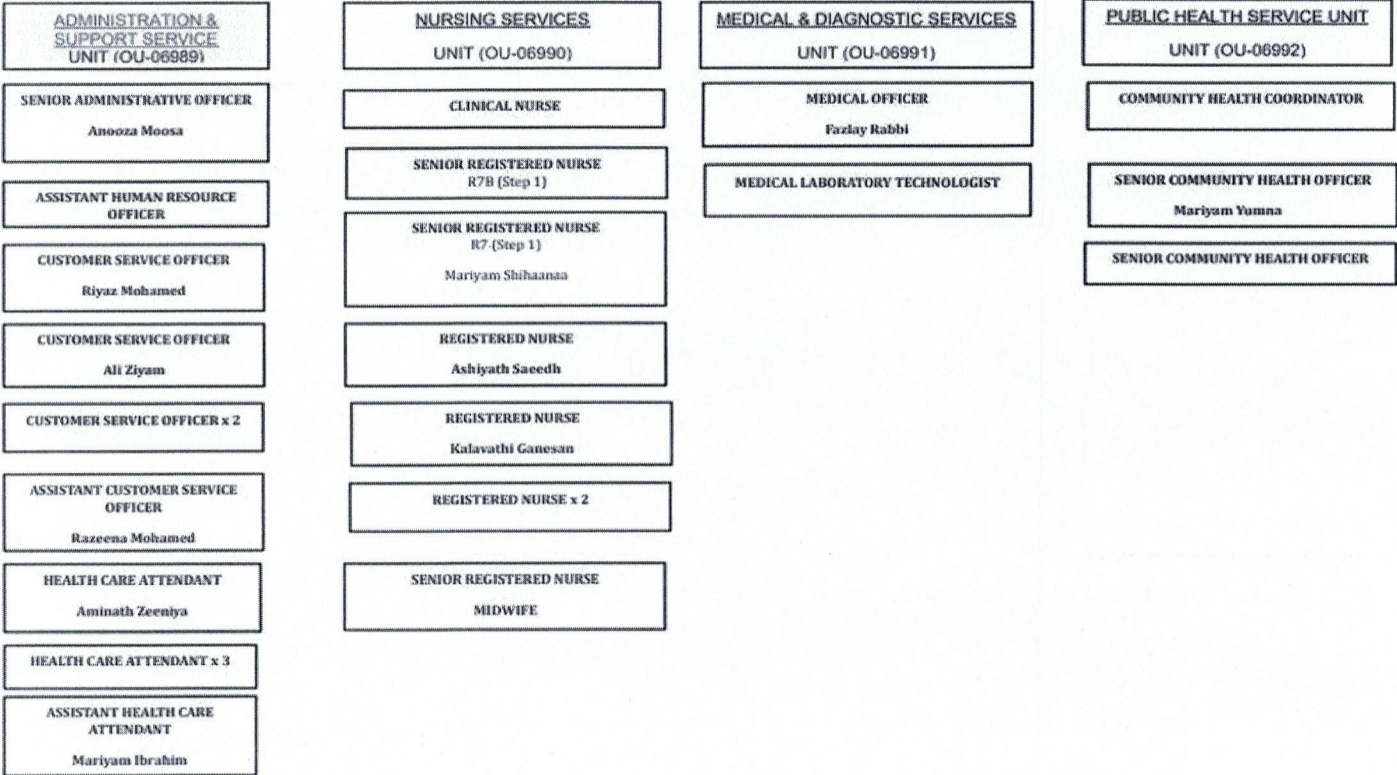 ADMINISTRATION &
SUPPORT SERVICE
UNIT (OU-06989)
SENIOR ADMINISTRATIVE OFFICER
Anooza Moosa
ASSISTANT HUMAN RESOURCE
OFFICER
CUSTOMER SERVICE OFFICER
Riyaz Mohamed
CUSTOMER SERVICE OFFICER
Ali Ziyam
CUSTOMER SERVICE OFFICER x 2
ASSISTANT CUSTOMER SERVICE
OFFICER
Razeena Mohamed
HEALTH CARE ATTENDANT
Aminath Zeeniya
HEALTH CARE ATTENDANT x 3
ASSISTANT HEALTH CARE
ATTENDANT
Mariyam Ibrahim
NURSING SERVICES
UNIT (OU-06990)
CLINICAL NURSE
SENIOR REGISTERED NURSE
R7B (Step 1)
SENIOR REGISTERED NURSE
R7-(Step 1)
Mariyam Shihaanaa
REGISTERED NURSE
Ashiyath Saeedh
REGISTERED NURSE
Kalavathi Ganesan
REGISTERED NURSE x 2
SENIOR REGISTERED NURSE
MIDWIFE
MEDICAL & DIAGNOSTIC SERVICES
UNIT (OU-06991)
MEDICAL OFFICER
Fazlay Rabbi
MEDICAL LABORATORY TECHNOLOGIST
PUBLIC HEALTH SERVICE UNIT
UNIT (OU-06992)
COMMUNITY HEALTH COORDINATOR
SENIOR COMMUNITY HEALTH OFFICER
Mariyam Yumna
SENIOR COMMUNITY HEALTH OFFICER